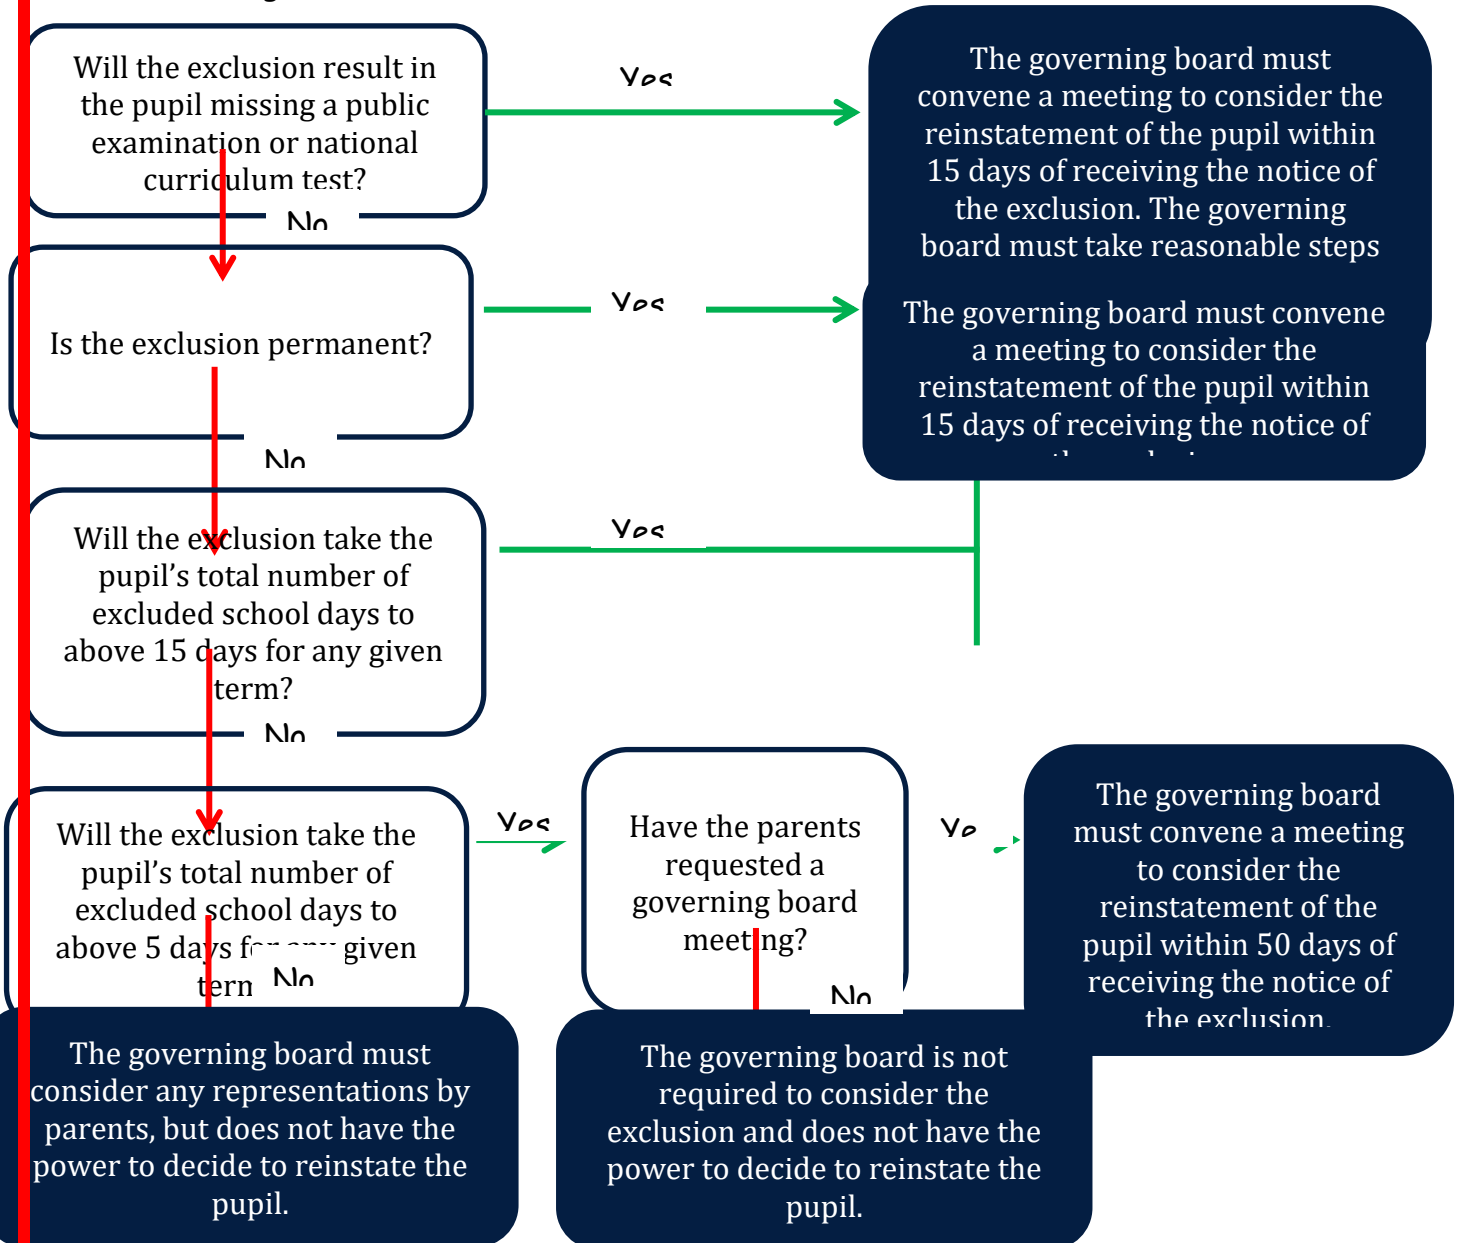 Will the exclusion result in
the pupil missing a public
examination or national
curriculum test?
Yes
The governing board must
convene a meeting to consider the
reinstatement of the pupil within
15 days of receiving the notice of
the exclusion. The governing
board must take reasonable steps
No
Is the exclusion permanent?
Yes
The governing board must convene
a meeting to consider the
reinstatement of the pupil within
15 days of receiving the notice of
No
Will the exclusion take the
pupil’s total number of
excluded school days to
above 15 days for any given
term?
Yes
No
Will the exclusion take the
pupil’s total number of
excluded school days to
above 5 days for any given
term
Yes
No
Have the parents
requested a
governing board
meeting?
Ye
No
The governing board
must convene a meeting
to consider the
reinstatement of the
pupil within 50 days of
receiving the notice of
the exclusion.
The governing board must
consider any representations by
parents, but does not have the
power to decide to reinstate the
pupil.
The governing board is not
required to consider the
exclusion and does not have the
power to decide to reinstate the
pupil.